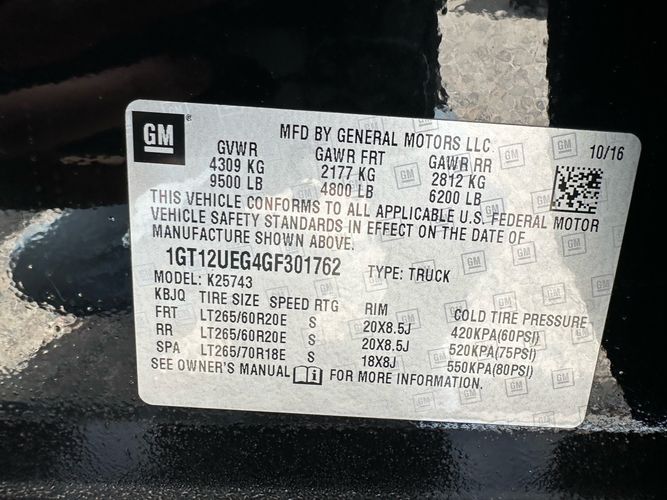 GM
MFD BY GENERAL MOTORS LLC.
10/16
GVWR GAWR FRT GAWR RR
4309 KG 2177 KG 2812 KG
9500 LB 4800 LB 6200 LB
THIS VEHICLE CONFORMS TO ALL APPLICABLE U.S. FEDERAL MOTOR
VEHICLE SAFETY STANDARDS IN EFFECT ON THE DATE OF
MANUFACTURE SHOWN ABOVE.
1GT12UEG4GF301762 TYPE: TRUCK
MODEL: K25743
KBJQ TIRE SIZE SPEED RTG RIM COLD TIRE PRESSURE
FRT LT265/60R20E S 20X8.5J 420KPA(60PSI)
RR LT265/60R20E S 20X8.5J 520KPA(75PSI)
SPA LT265/70R18E S 18X8J 550KPA(80PSI)
SEE OWNER'S MANUAL FOR MORE INFORMATION.